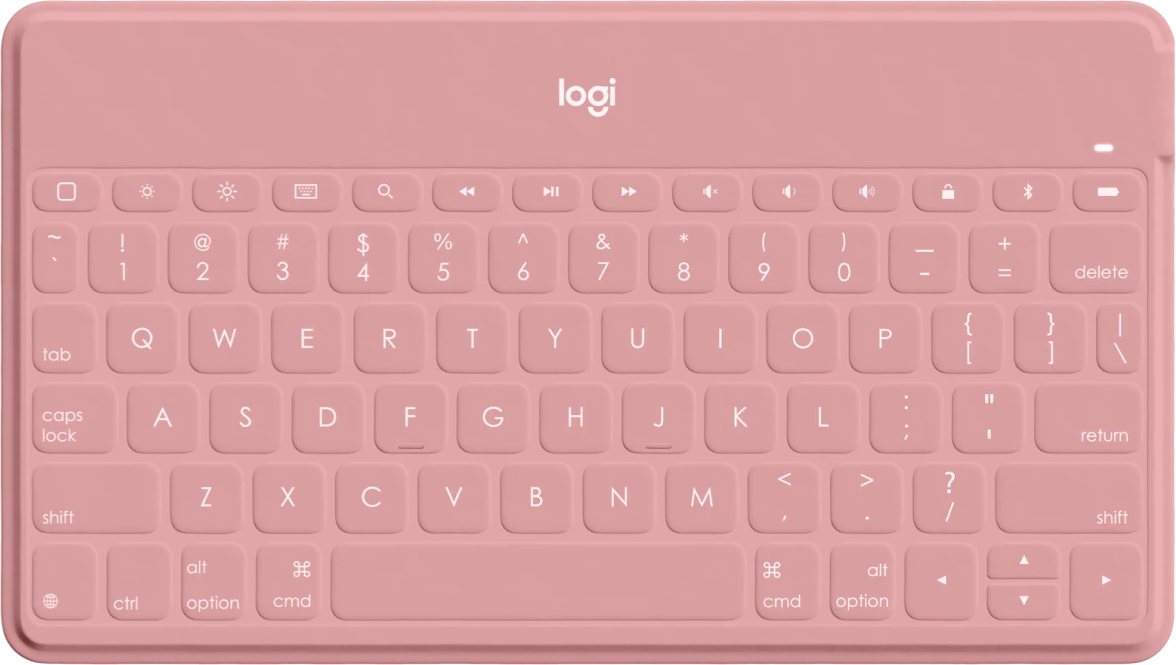 logi
~ ! @ # $ % ^ & * ( ) _ +
` 1 2 3 4 5 6 7 8 9 0 - = delete
tab Q W E R T Y U I O P { [ } ] | \
caps
lock A S D F G H J K L : ; " ' return
shift Z X C V B N M < , > . ? / shift
ctrl alt option ⌘ cmd ⌘ cmd alt option